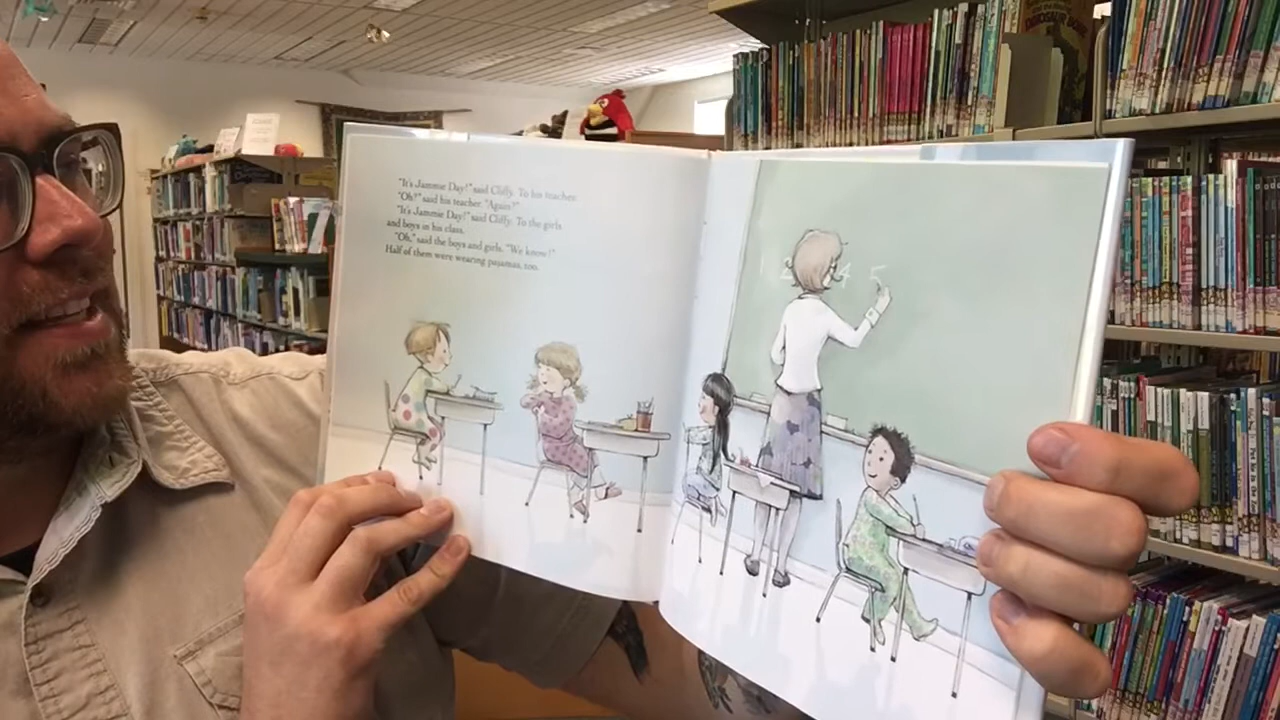 "It's Jammie Day!" said Cliffy. To his teacher.
"Oh?" said his teacher. "Again?"
"It's Jammie Day!" said Cliffy. To the girls
and boys in his class.
"Oh," said the boys and girls. "We know!"
Half of them were wearing pajamas, too.
4 5